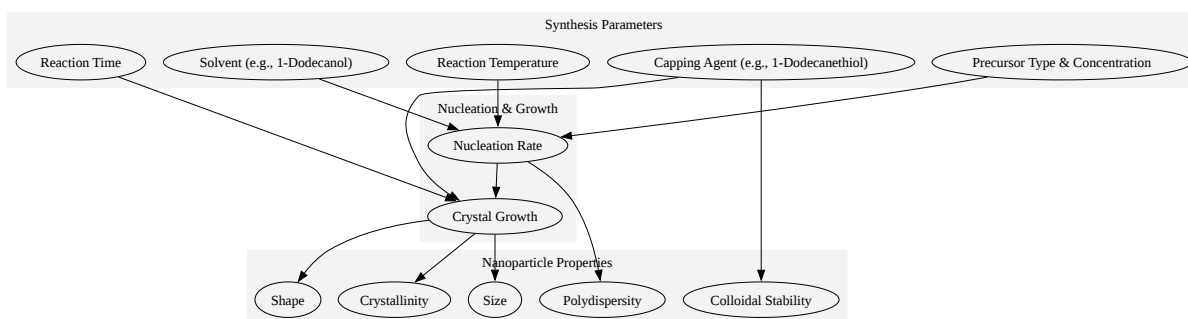 Synthesis Parameters
Reaction Time
Solvent (e.g., 1-Dodecanol)
Reaction Temperature
Capping Agent (e.g., 1-Dodecanethiol)
Precursor Type & Concentration
Nucleation & Growth
Nucleation Rate
Crystal Growth
Nanoparticle Properties
Shape
Crystallinity
Size
Polydispersity
Colloidal Stability